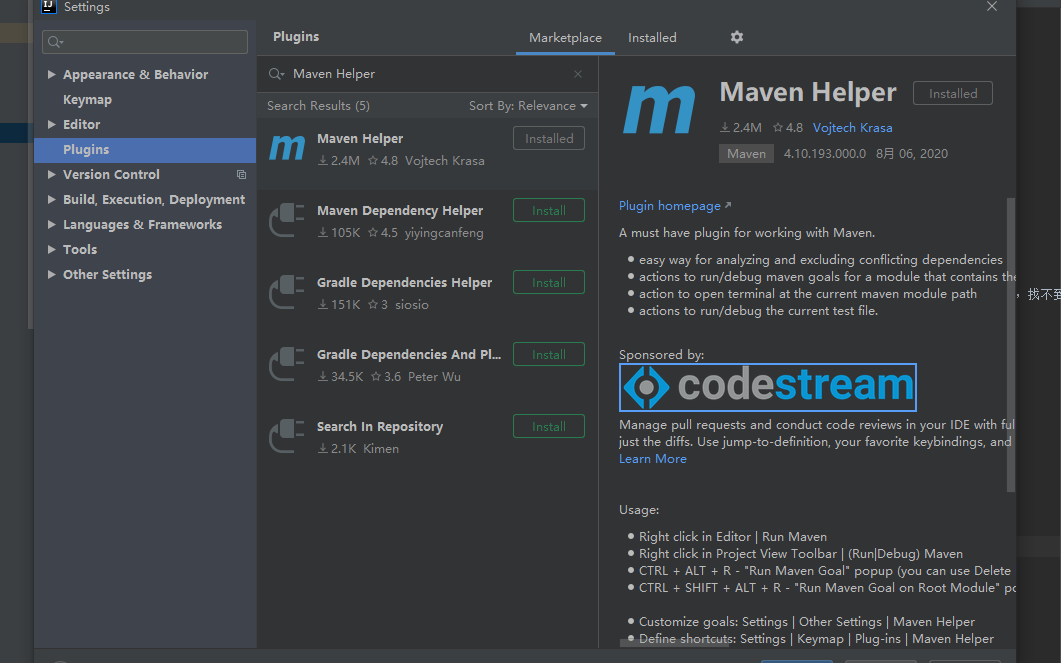 Settings
Plugins
Marketplace
Installed
Appearance & Behavior
Keymap
Editor
Plugins
Version Control
Build, Execution, Deployment
Languages & Frameworks
Tools
Other Settings
Maven Helper
Search Results (5)
Sort By: Relevance
Maven Helper
Installed
2.4M 4.8 Vojtech Krasa
Maven Dependency Helper
Install
105K 4.5 yiyingcanfeng
Gradle Dependencies Helper
Install
151K 3 siosio
Gradle Dependencies And Pl...
Install
34.5K 3.6 Peter Wu
Search In Repository
Install
2.1K Kimen
m
Maven Helper
Installed
2.4M 4.8 Vojtech Krasa
Maven 4.10.193.000.0 8月 06, 2020
Plugin homepage
A must have plugin for working with Maven.
easy way for analyzing and excluding conflicting dependencies
actions to run/debug maven goals for a module that contains the
action to open terminal at the current maven module path
actions to run/debug the current test file.
Sponsored by:
codestream
Manage pull requests and conduct code reviews in your IDE with ful
just the diffs. Use jump-to-definition, your favorite keybindings, and
Learn More
Usage:
Right click in Editor | Run Maven
Right click in Project View Toolbar | (Run|Debug) Maven
CTRL + ALT + R - "Run Maven Goal" popup (you can use Delete
CTRL + SHIFT + ALT + R - "Run Maven Goal on Root Module" po
Customize goals: Settings | Other Settings | Maven Helper
Define shortcuts: Settings | Keymap | Plug-ins | Maven Helper
，找不到